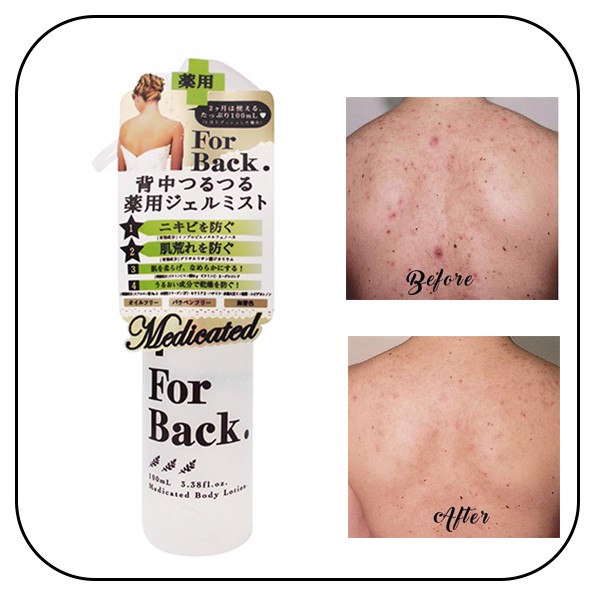 薬用
2ヶ月は使える、
たっぷり100mL♥
For
Back.
背中つるつる
薬用ジェルミスト
1 ニキビを防ぐ
2 肌荒れを防ぐ
3 肌を柔らげ、なめらかにする!
4 うるおい成分で乾燥を防ぐ!
オイルフリー パラベンフリー 無着色
Medicated
For
Back.
100mL 3.38fl.oz.
Medicated Body Lotion
Before
After